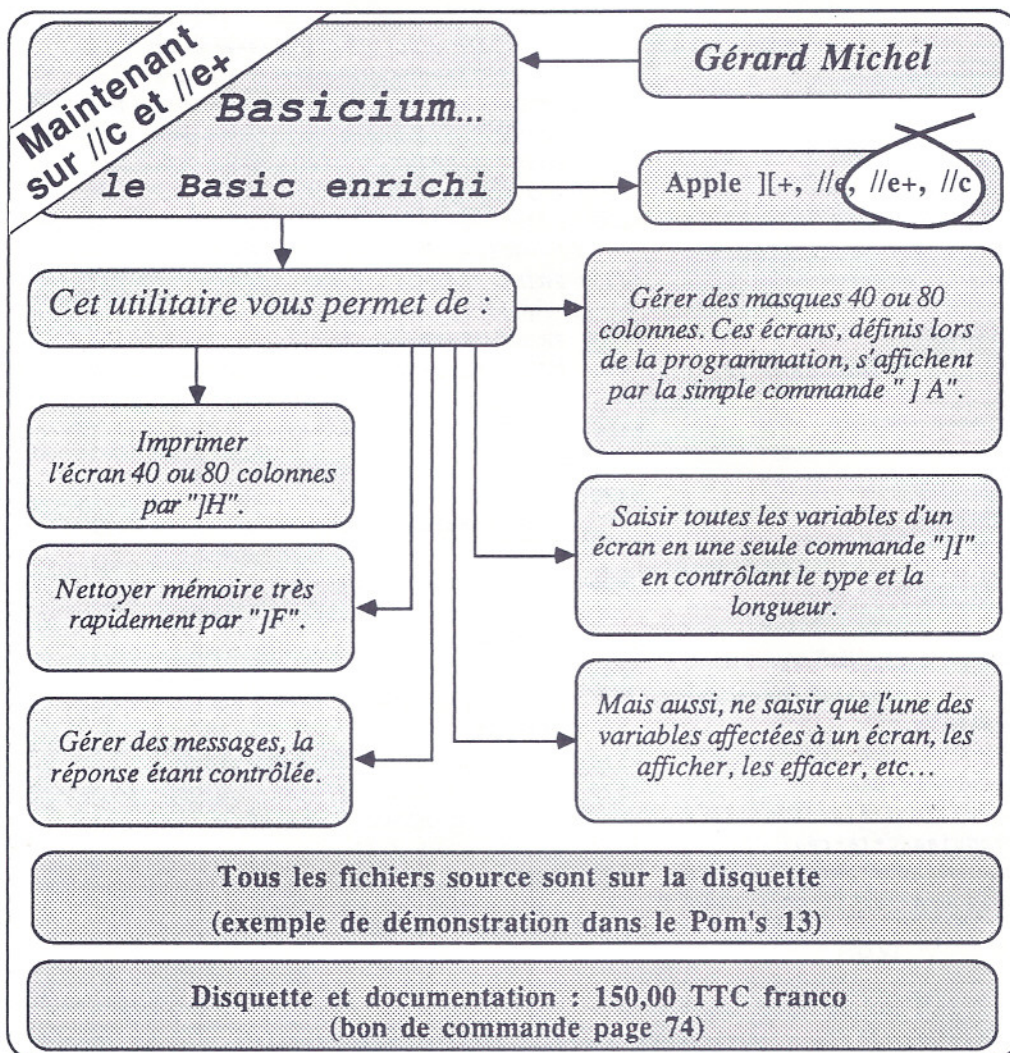 Maintenant
sur //c et //e+
Basicium...
le Basic enrichi
Gérard Michel
Apple ][+, //e, //e+, //c
Cet utilitaire vous permet de :
Gérer des masques 40 ou 80
colonnes. Ces écrans, définis lors
de la programmation, s'affichent
par la simple commande " ] A".
Imprimer
l'écran 40 ou 80 colonnes
par "]H".
Saisir toutes les variables d'un
écran en une seule commande "]I"
en contrôlant le type et la
longueur.
Nettoyer mémoire très
rapidement par "]F".
Mais aussi, ne saisir que l'une des
variables affectées à un écran, les
afficher, les effacer, etc...
Gérer des messages, la
réponse étant contrôlée.
Tous les fichiers source sont sur la disquette
(exemple de démonstration dans le Pom's 13)
Disquette et documentation : 150,00 TTC franco
(bon de commande page 74)